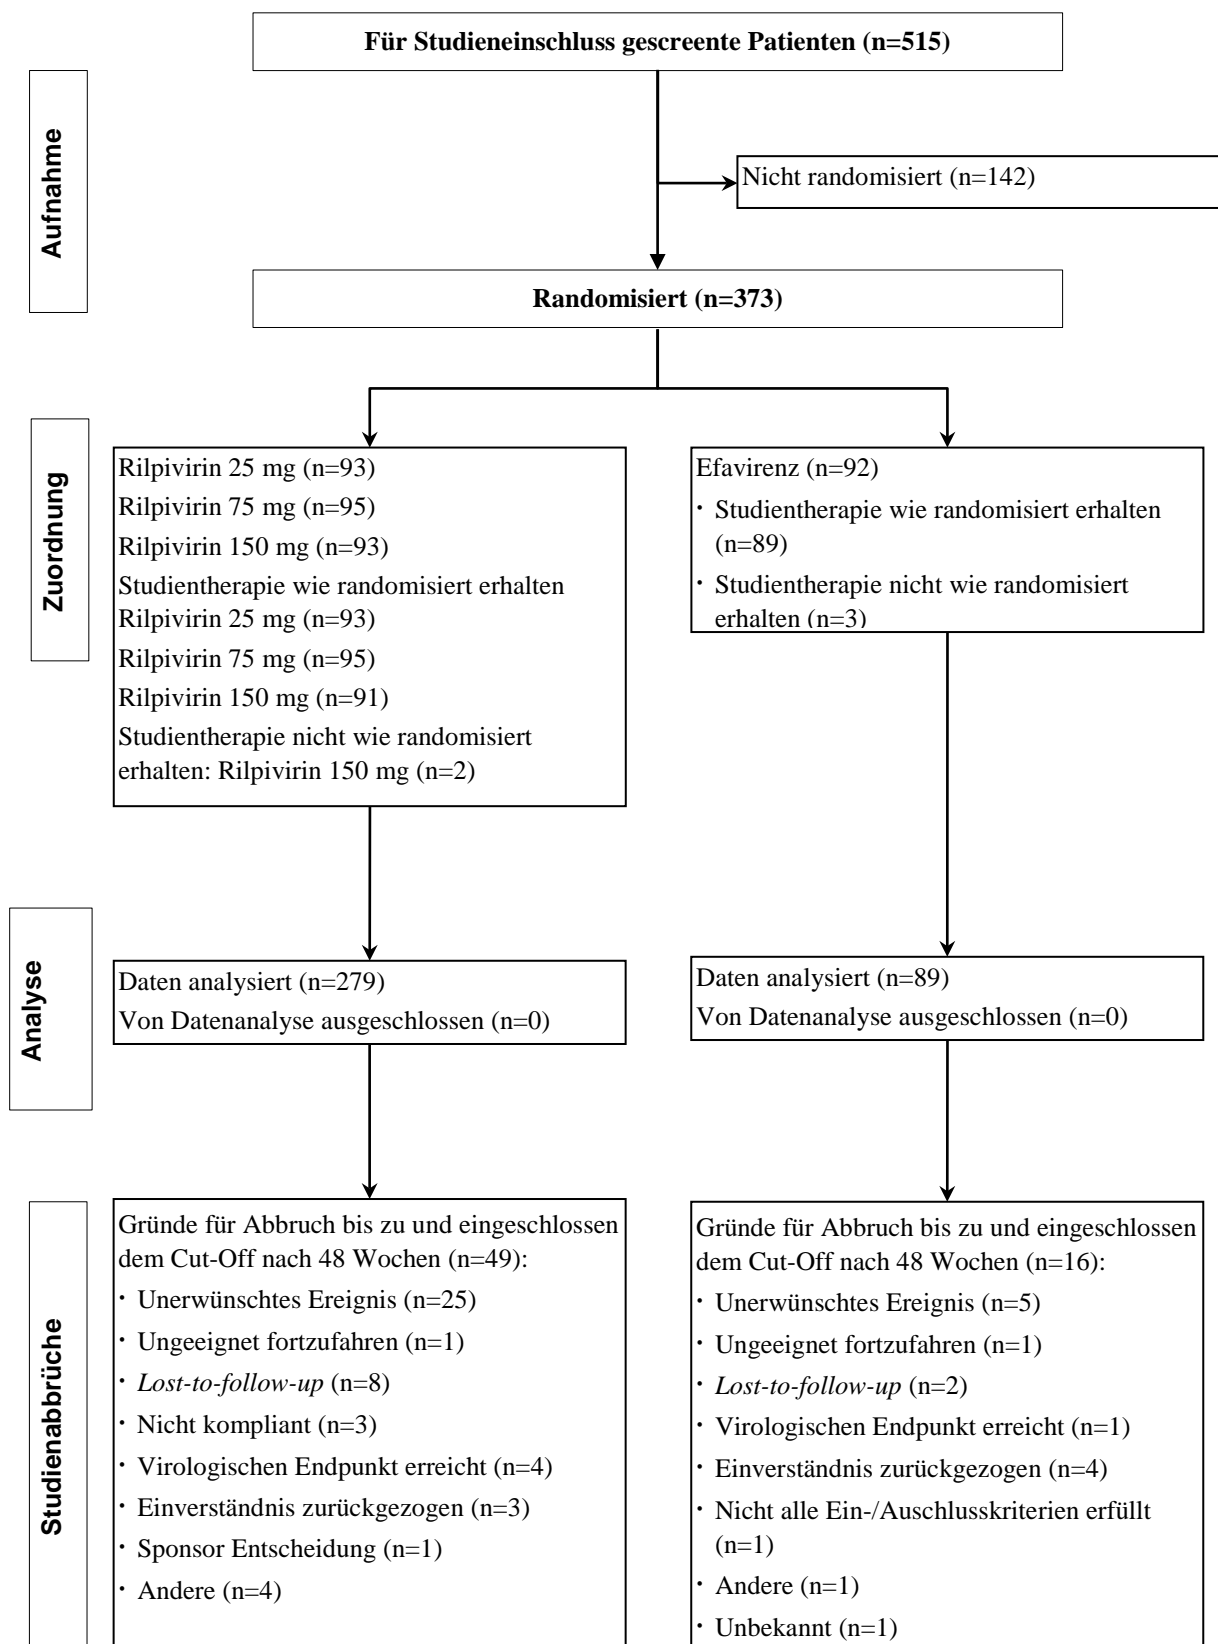 Für Studieneinschluss gescreente Patienten (n=515)
Aufnahme
Nicht randomisiert (n=142)
Randomisiert (n=373)
Zuordnung
Rilpivirin 25 mg (n=93)
Rilpivirin 75 mg (n=95)
Rilpivirin 150 mg (n=93)
Studientherapie wie randomisiert erhalten
Rilpivirin 25 mg (n=93)
Rilpivirin 75 mg (n=95)
Rilpivirin 150 mg (n=91)
Studientherapie nicht wie randomisiert
erhalten: Rilpivirin 150 mg (n=2)
Efavirenz (n=92)
· Studientherapie wie randomisiert erhalten
(n=89)
· Studientherapie nicht wie randomisiert
erhalten (n=3)
Analyse
Daten analysiert (n=279)
Von Datenanalyse ausgeschlossen (n=0)
Daten analysiert (n=89)
Von Datenanalyse ausgeschlossen (n=0)
Studienabbrüche
Gründe für Abbruch bis zu und eingeschlossen
dem Cut-Off nach 48 Wochen (n=49):
· Unerwünschtes Ereignis (n=25)
· Ungeeignet fortzufahren (n=1)
· Lost-to-follow-up (n=8)
· Nicht kompliant (n=3)
· Virologischen Endpunkt erreicht (n=4)
· Einverständnis zurückgezogen (n=3)
· Sponsor Entscheidung (n=1)
· Andere (n=4)
Gründe für Abbruch bis zu und eingeschlossen
dem Cut-Off nach 48 Wochen (n=16):
· Unerwünschtes Ereignis (n=5)
· Ungeeignet fortzufahren (n=1)
· Lost-to-follow-up (n=2)
· Virologischen Endpunkt erreicht (n=1)
· Einverständnis zurückgezogen (n=4)
· Nicht alle Ein-/Auschlusskriterien erfüllt
(n=1)
· Andere (n=1)
· Unbekannt (n=1)